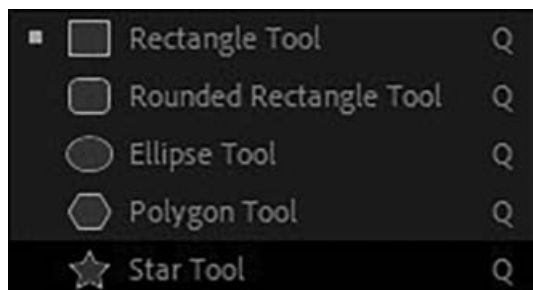 Rectangle Tool Q
Rounded Rectangle Tool Q
Ellipse Tool Q
Polygon Tool Q
Star Tool Q